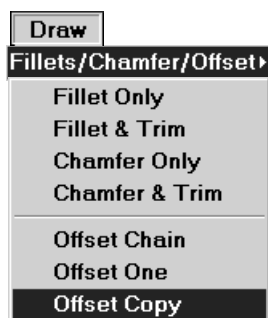 Draw
Fillets/Chamfer/Offset
Fillet Only
Fillet & Trim
Chamfer Only
Chamfer & Trim
Offset Chain
Offset One
Offset Copy